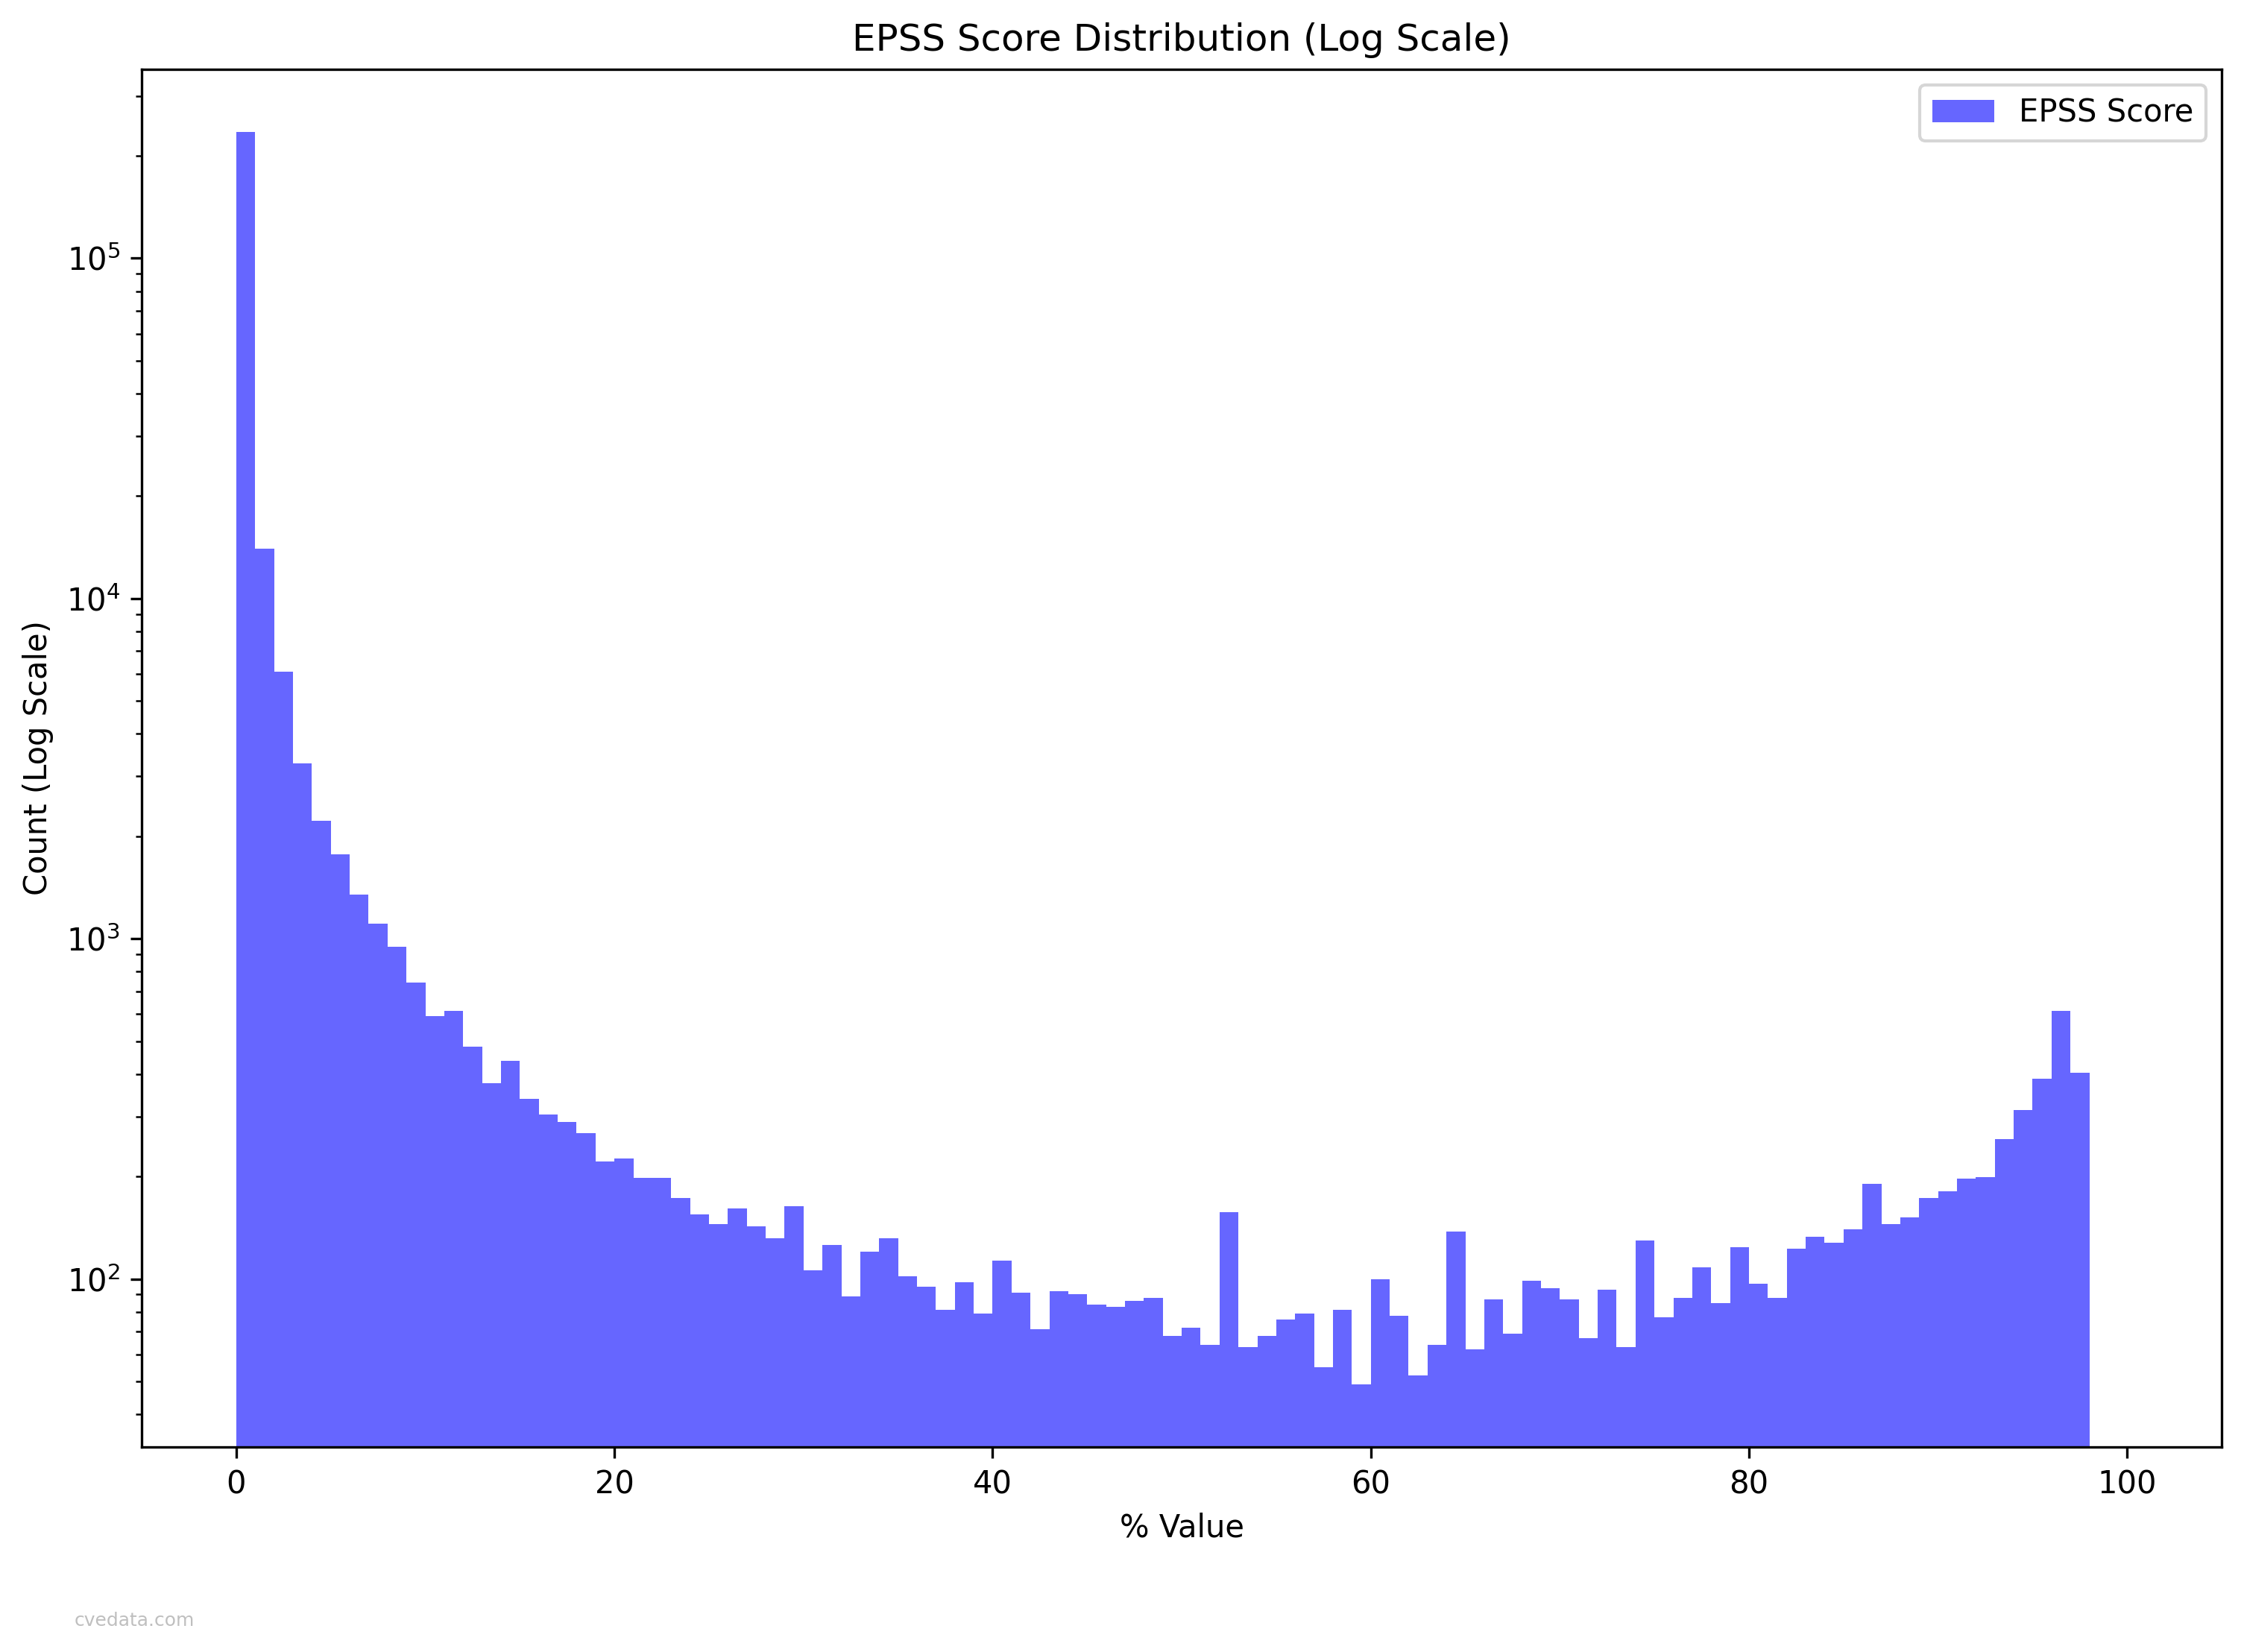 EPSS Score Distribution (Log Scale)
EPSS Score
Count (Log Scale)
10⁵
10⁴
10³
10²
0 20 40 60 80 100
% Value
cvedata.com